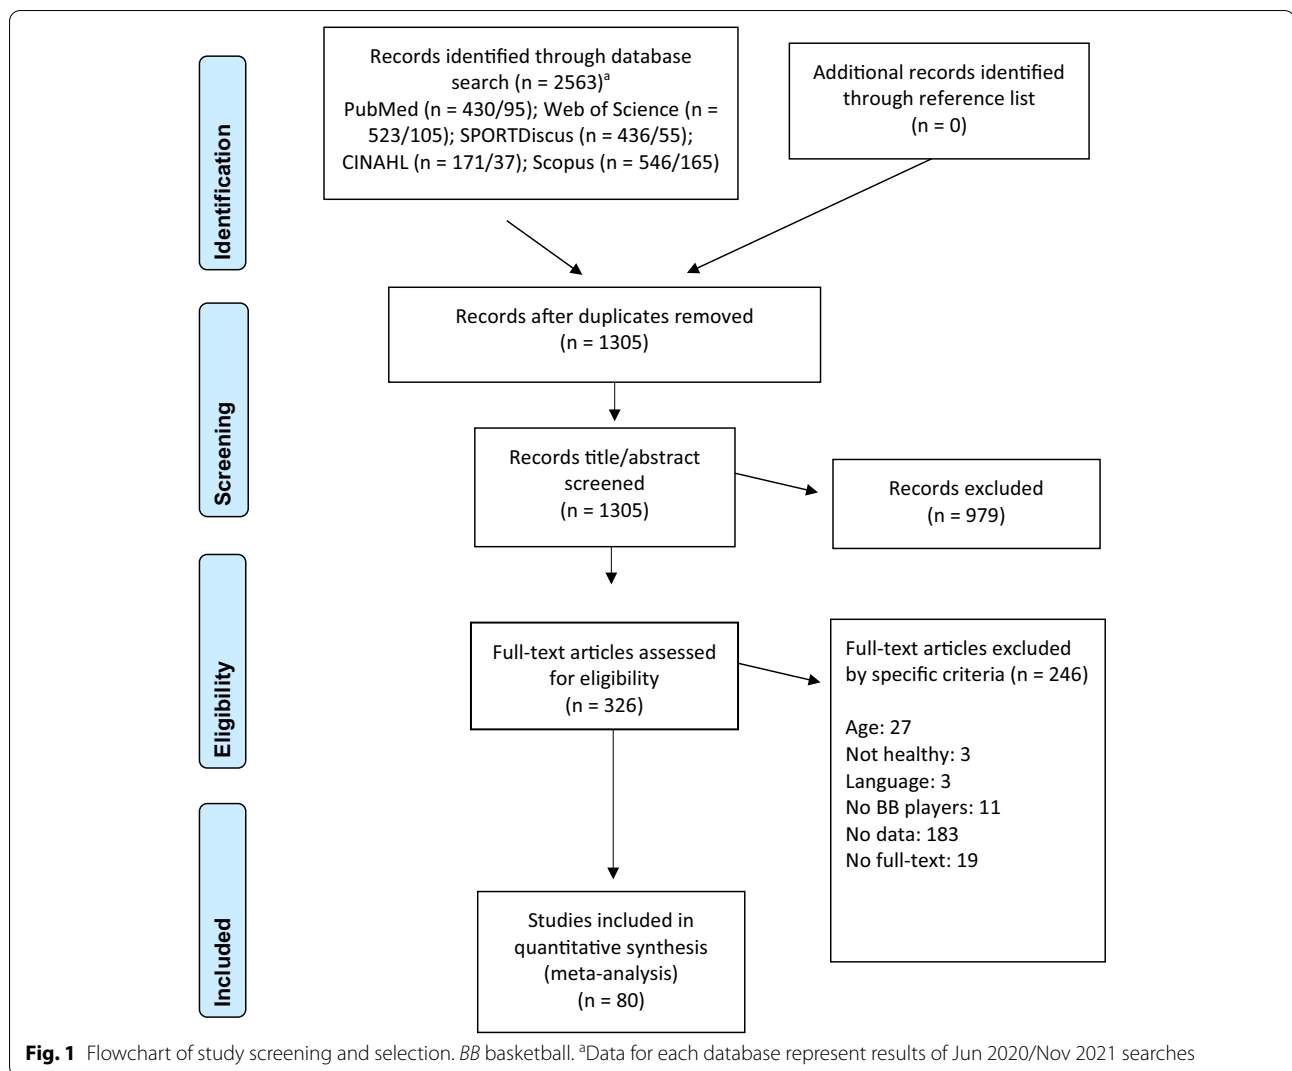 Identification
Records identified through database
search (n = 2563)a
PubMed (n = 430/95); Web of Science (n =
523/105); SPORTDiscus (n = 436/55);
CINAHL (n = 171/37); Scopus (n = 546/165)
Additional records identified
through reference list
(n = 0)
Records after duplicates removed
(n = 1305)
Screening
Records title/abstract
screened
(n = 1305)
Records excluded
(n = 979)
Eligibility
Full-text articles assessed
for eligibility
(n = 326)
Full-text articles excluded
by specific criteria (n = 246)
Age: 27
Not healthy: 3
Language: 3
No BB players: 11
No data: 183
No full-text: 19
Included
Studies included in
quantitative synthesis
(meta-analysis)
(n = 80)
Fig. 1 Flowchart of study screening and selection. BB basketball. aData for each database represent results of Jun 2020/Nov 2021 searches